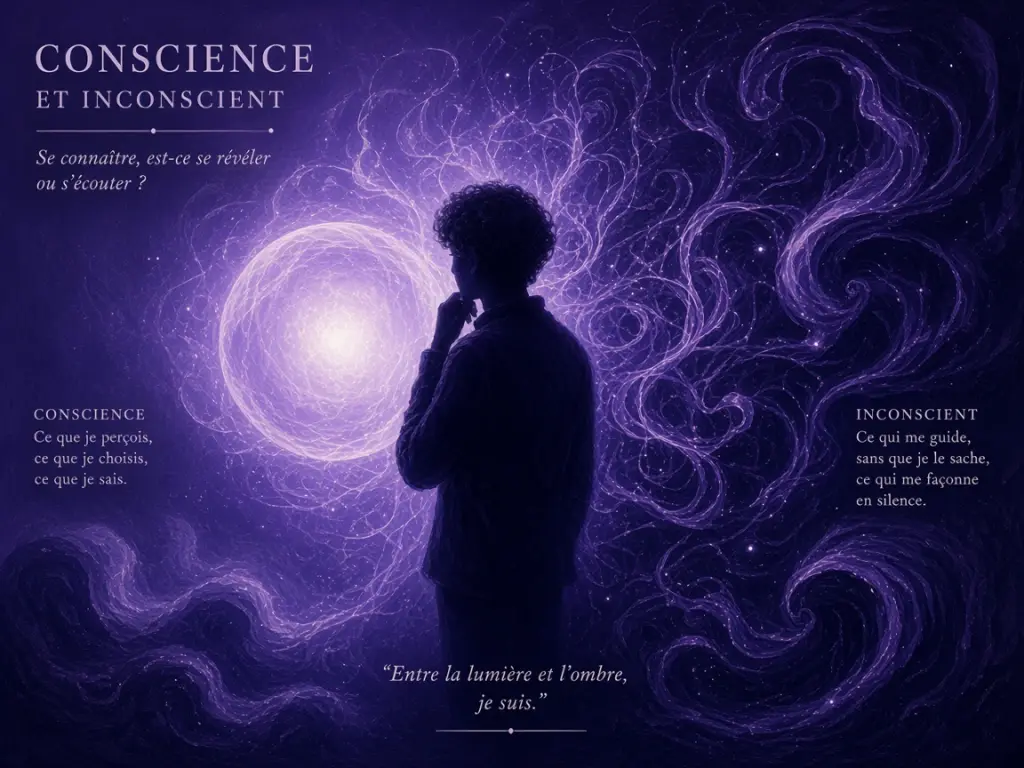 CONSCIENCE
ET INCONSCIENT
Se connaître, est-ce se révéler
ou s’écouter ?
CONSCIENCE
Ce que je perçois,
ce que je choisis,
ce que je sais.
INCONSCIENT
Ce qui me guide,
sans que je le sache,
ce qui me façonne
en silence.
“Entre la lumière et l’ombre,
je suis.”